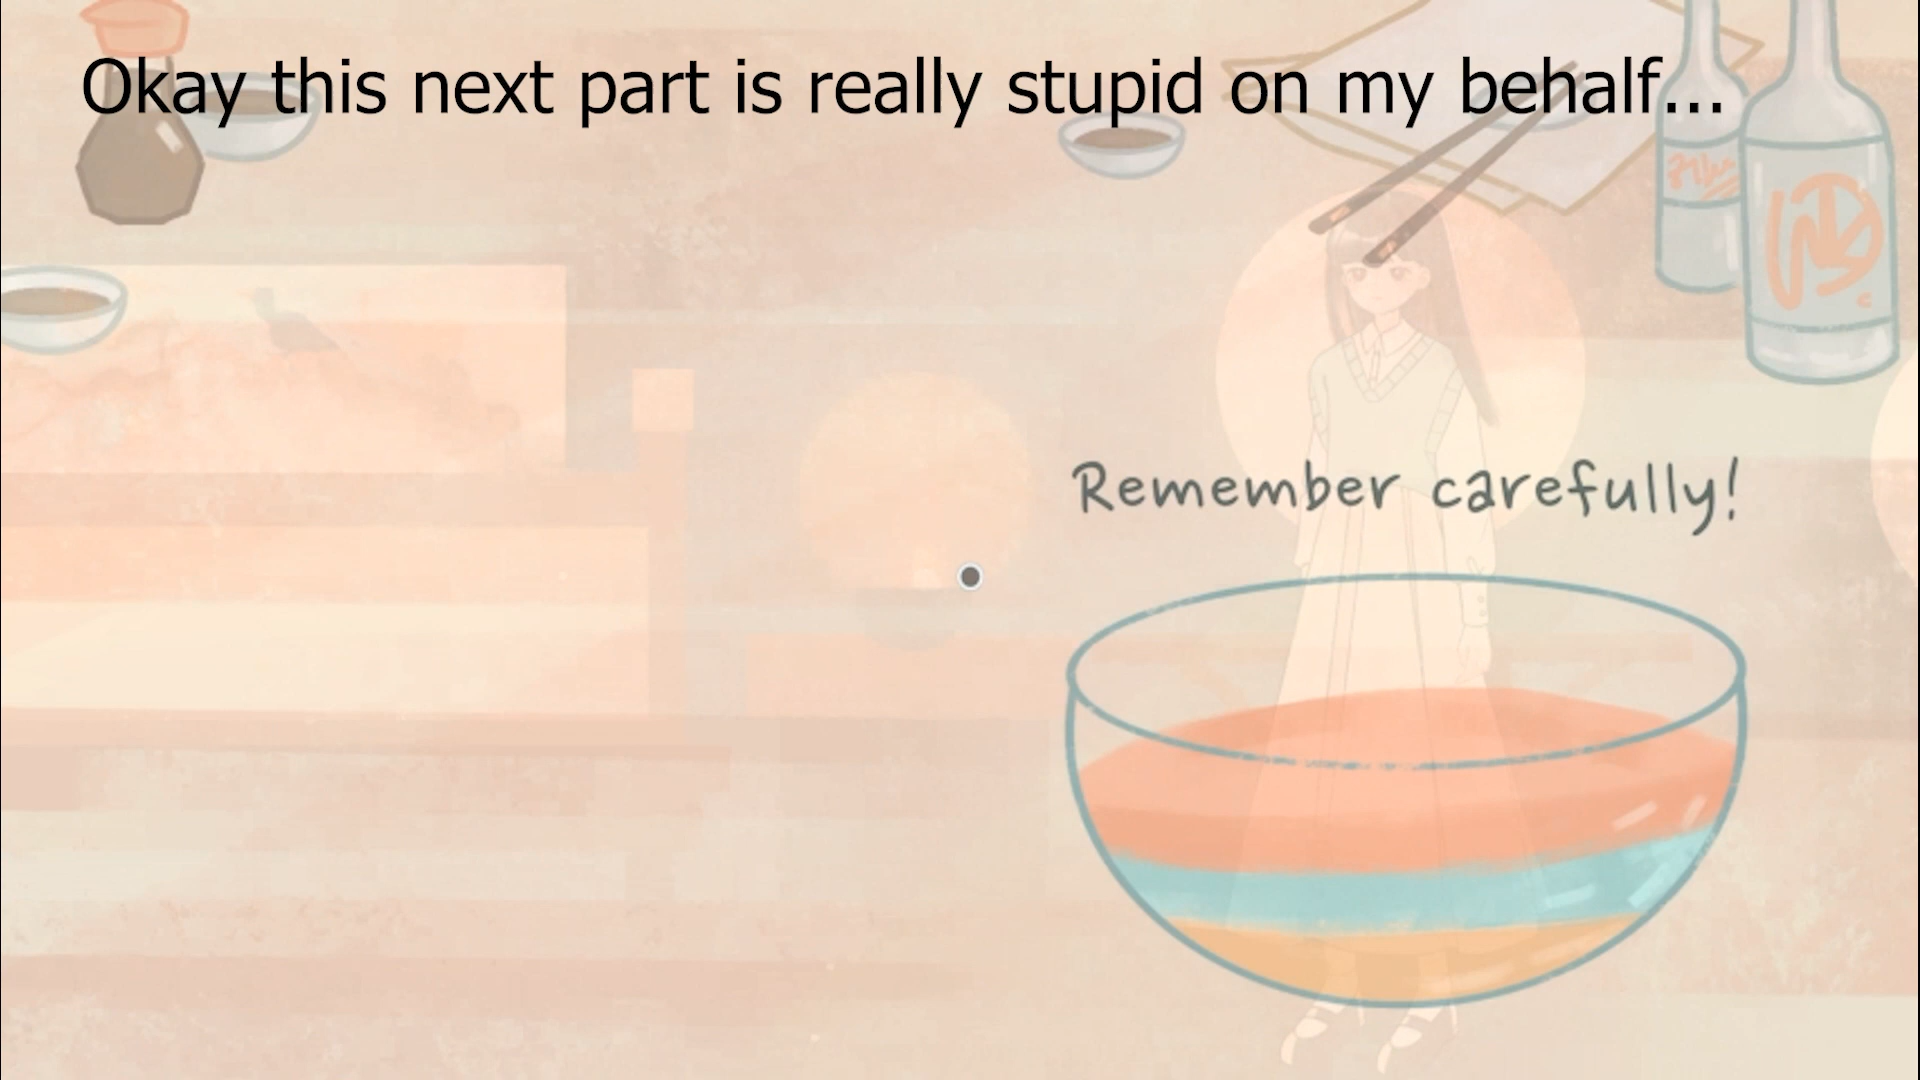 Okay this next part is really stupid on my behalf...
Remember carefully!